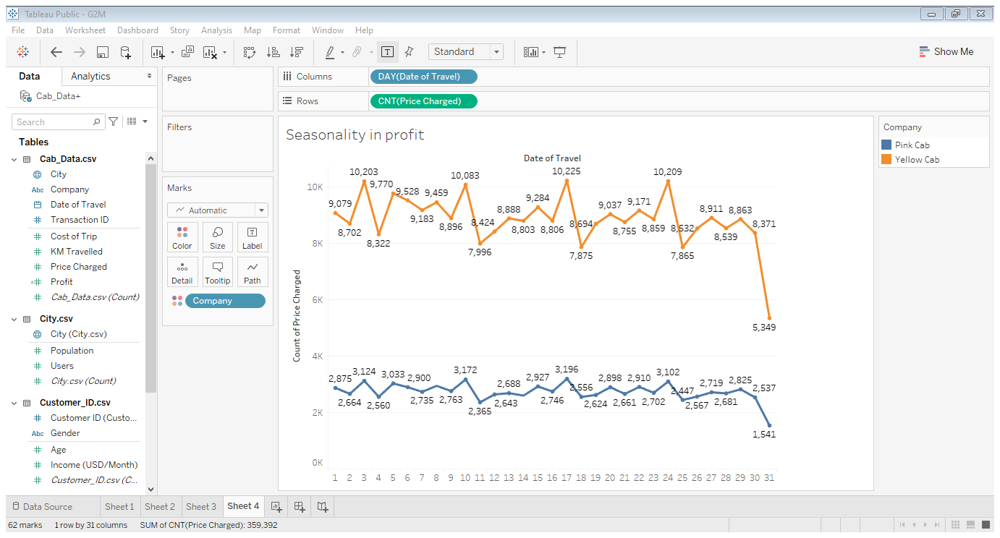 Tableau Public - G2M
File Data Worksheet Dashboard Story Analysis Map Format Window Help
Standard
Show Me
Data Analytics
Cab_Data+
Search
Tables
Cab_Data.csv
City
Abc Company
Date of Travel
Transaction ID
Cost of Trip
KM Travelled
Price Charged
Profit
Cab_Data.csv (Count)
City.csv
City (City.csv)
Population
Users
City.csv (Count)
Customer_ID.csv
Customer ID (Custo...
Abc Gender
Age
Income (USD/Month)
Customer_ID.csv (C...
Pages
Filters
Marks
Automatic
Color Size Label
Detail Tooltip Path
Company
Columns DAY(Date of Travel)
Rows CNT(Price Charged)
Seasonality in profit
Date of Travel
Count of Price Charged
10K
8K
6K
4K
2K
0K
9,079 8,702 10,203 8,322 9,770 9,528 9,183 9,459 8,896 10,083 7,996 8,424 8,888 8,803 9,284 8,806 10,225 7,875 8,694 9,037 8,755 9,171 8,859 10,209 7,865 8,532 8,911 8,539 8,863 8,371 5,349
2,875 2,664 3,124 2,560 3,033 2,900 2,735 2,763 3,172 2,365 2,643 2,688 2,927 2,746 3,196 2,556 2,624 2,898 2,661 2,910 2,702 3,102 2,447 2,567 2,719 2,681 2,825 2,537 1,541
1 2 3 4 5 6 7 8 9 10 11 12 13 14 15 16 17 18 19 20 21 22 23 24 25 26 27 28 29 30 31
Company
Pink Cab
Yellow Cab
Data Source Sheet 1 Sheet 2 Sheet 3 Sheet 4
62 marks 1 row by 31 columns SUM of CNT(Price Charged): 359,392